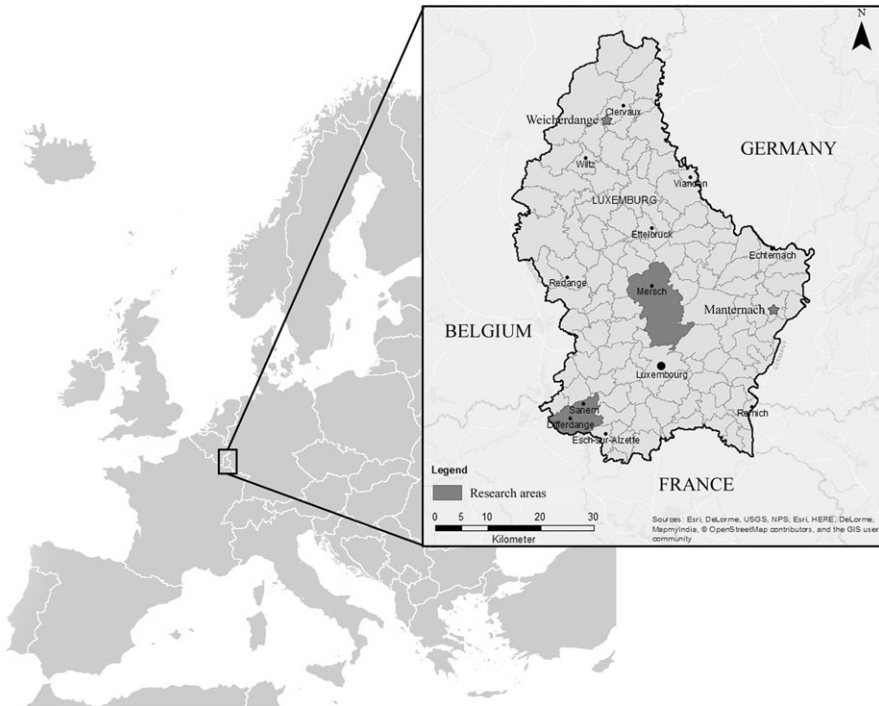 N
Clervaux
Weicherdange
GERMANY
Wiltz
Vianden
LUXEMBURG
Ettelbruck
Echternach
Redange
Mersch
Manternach
BELGIUM
Luxembourg
Sanem
Remich
Differdange
Esch-sur-Alzette
Legend
FRANCE
Research areas
0 5 10 20 30
Kilometer
Sources: Esri, DeLorme, USGS, NPS, Esri, HERE, DeLorme,
MapmyIndia, © OpenStreetMap contributors, and the GIS user
community